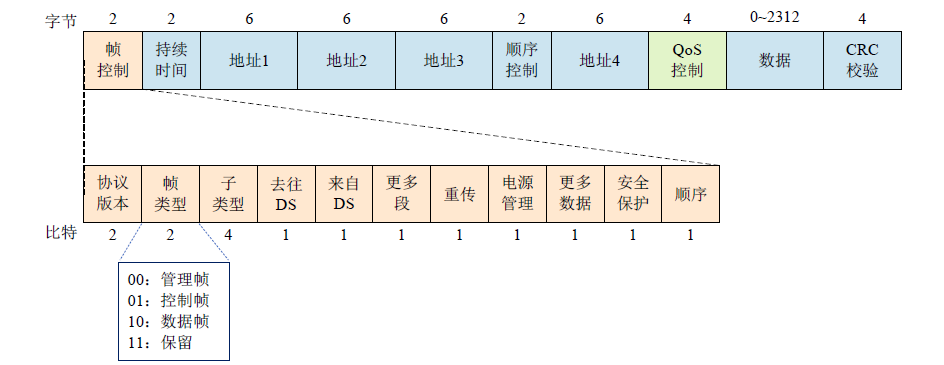 字节 2 2 6 6 6 2 6 4 0~2312 4
帧控制 持续时间 地址1 地址2 地址3 顺序控制 地址4 QoS控制 数据 CRC校验
协议版本 帧类型 子类型 去往DS 来自DS 更多段 重传 电源管理 更多数据 安全保护 顺序
比特 2 2 4 1 1 1 1 1 1 1 1
00：管理帧
01：控制帧
10：数据帧
11：保留